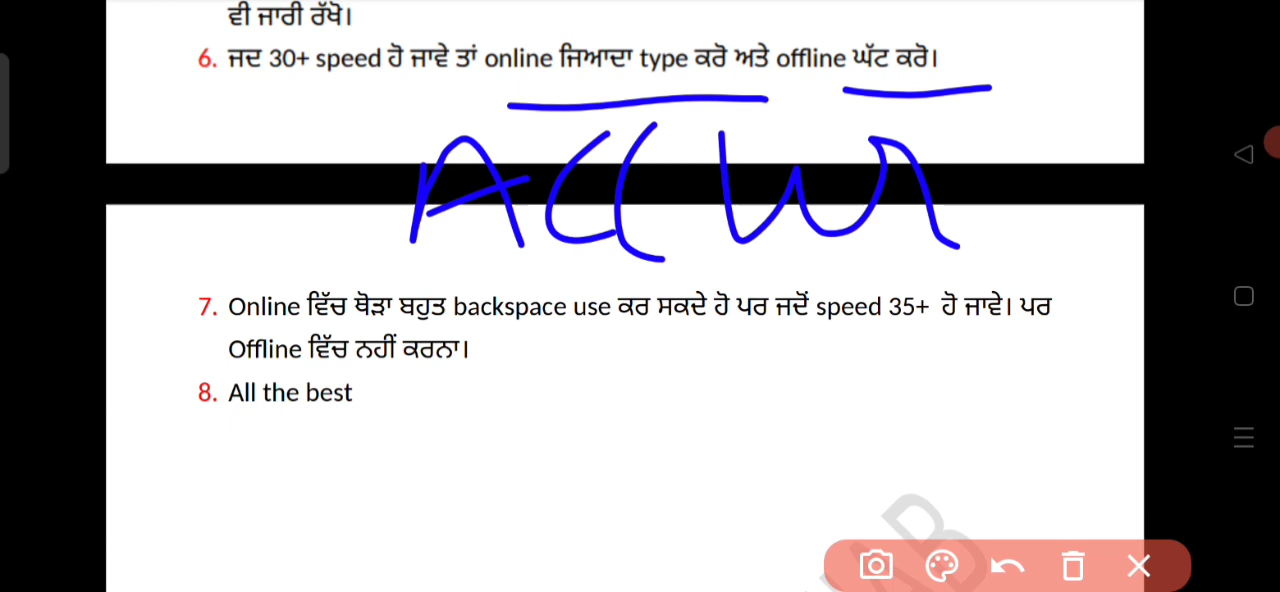 ਵੀ ਜਾਰੀ ਰੱਖੋ।
6. ਜਦ 30+ speed ਹੋ ਜਾਵੇ ਤਾਂ online ਜਿਆਦਾ type ਕਰੋ ਅਤੇ offline ਘੱਟ ਕਰੋ।
7. Online ਵਿੱਚ ਥੋੜਾ ਬਹੁਤ backspace use ਕਰ ਸਕਦੇ ਹੋ ਪਰ ਜਦੋਂ speed 35+ ਹੋ ਜਾਵੇ। ਪਰ
Offline ਵਿੱਚ ਨਹੀਂ ਕਰਨਾ।
8. All the best